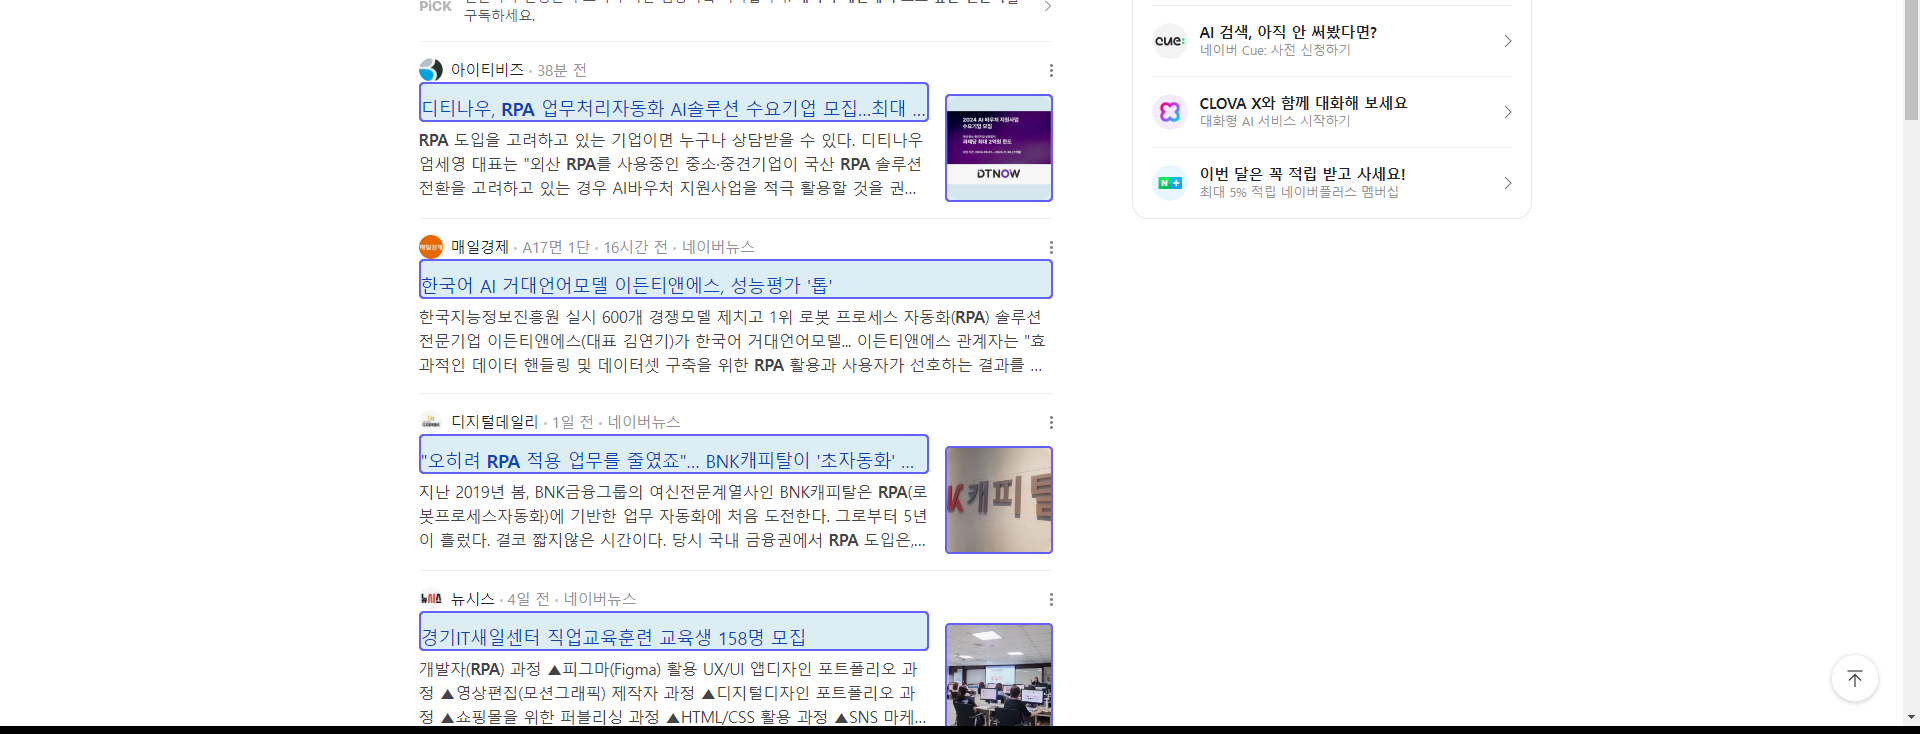 PiCK
구독하세요.
아이티비즈 · 38분 전
디티나우, RPA 업무처리자동화 AI솔루션 수요기업 모집...최대 ...
RPA 도입을 고려하고 있는 기업이면 누구나 상담받을 수 있다. 디티나우
엄세영 대표는 "외산 RPA를 사용중인 중소·중견기업이 국산 RPA 솔루션
전환을 고려하고 있는 경우 AI바우처 지원사업을 적극 활용할 것을 권...
2024 AI 바우처 지원사업
수요기업 모집
과제당 최대 2억원 한도
DTNOW
매일경제 · A17면 1단 · 16시간 전 · 네이버뉴스
한국어 AI 거대언어모델 이든티앤에스, 성능평가 '톱'
한국지능정보진흥원 실시 600개 경쟁모델 제치고 1위 로봇 프로세스 자동화(RPA) 솔루션
전문기업 이든티앤에스(대표 김연기)가 한국어 거대언어모델... 이든티앤에스 관계자는 "효
과적인 데이터 핸들링 및 데이터셋 구축을 위한 RPA 활용과 사용자가 선호하는 결과를 ...
디지털데일리 · 1일 전 · 네이버뉴스
"오히려 RPA 적용 업무를 줄였죠"... BNK캐피탈이 '초자동화' ...
지난 2019년 봄, BNK금융그룹의 여신전문계열사인 BNK캐피탈은 RPA(로
봇프로세스자동화)에 기반한 업무 자동화에 처음 도전한다. 그로부터 5년
이 흘렀다. 결코 짧지않은 시간이다. 당시 국내 금융권에서 RPA 도입은,...
K캐피탈
뉴시스 뉴시스 · 4일 전 · 네이버뉴스
경기IT새일센터 직업교육훈련 교육생 158명 모집
개발자(RPA) 과정 ▲피그마(Figma) 활용 UX/UI 앱디자인 포트폴리오 과
정 ▲영상편집(모션그래픽) 제작자 과정 ▲디지털디자인 포트폴리오 과
정 ▲쇼핑몰을 위한 퍼블리싱 과정 ▲HTML/CSS 활용 과정 ▲SNS 마케...
cue:
AI 검색, 아직 안 써봤다면?
네이버 Cue: 사전 신청하기
CLOVA X와 함께 대화해 보세요
대화형 AI 서비스 시작하기
N +
이번 달은 꼭 적립 받고 사세요!
최대 5% 적립 네이버플러스 멤버십